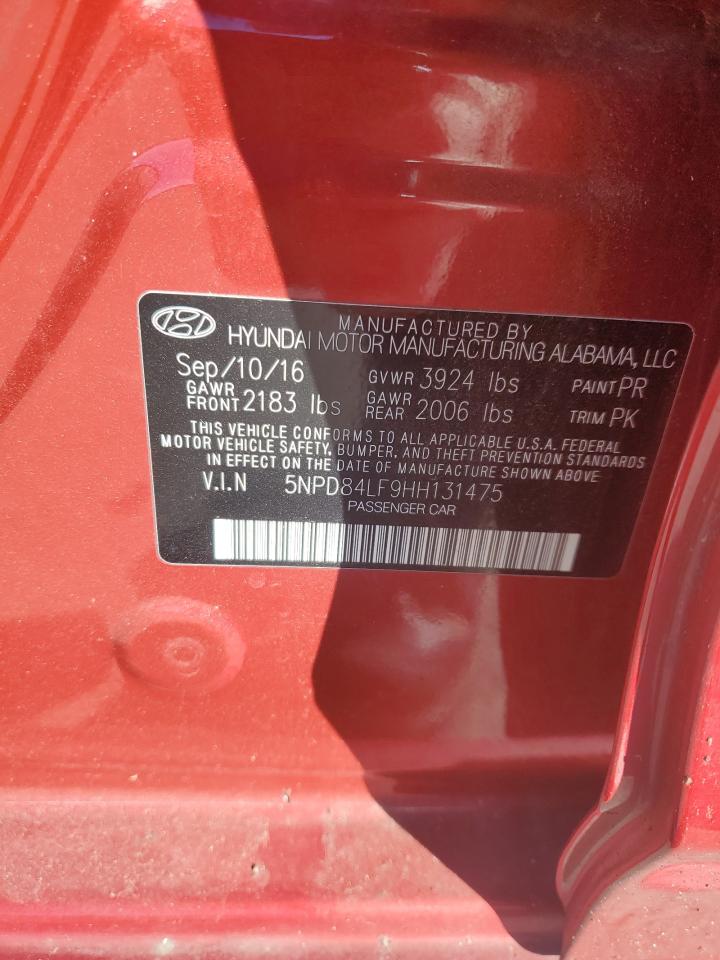 MANUFACTURED BY
HYUNDAI MOTOR MANUFACTURING ALABAMA, LLC
Sep/10/16 GVWR 3924 lbs PAINT PR
GAWR FRONT 2183 lbs GAWR REAR 2006 lbs TRIM PK
THIS VEHICLE CONFORMS TO ALL APPLICABLE U.S.A. FEDERAL
MOTOR VEHICLE SAFETY, BUMPER, AND THEFT PREVENTION STANDARDS
IN EFFECT ON THE DATE OF MANUFACTURE SHOWN ABOVE
V.I.N 5NPD84LF9HH131475
PASSENGER CAR